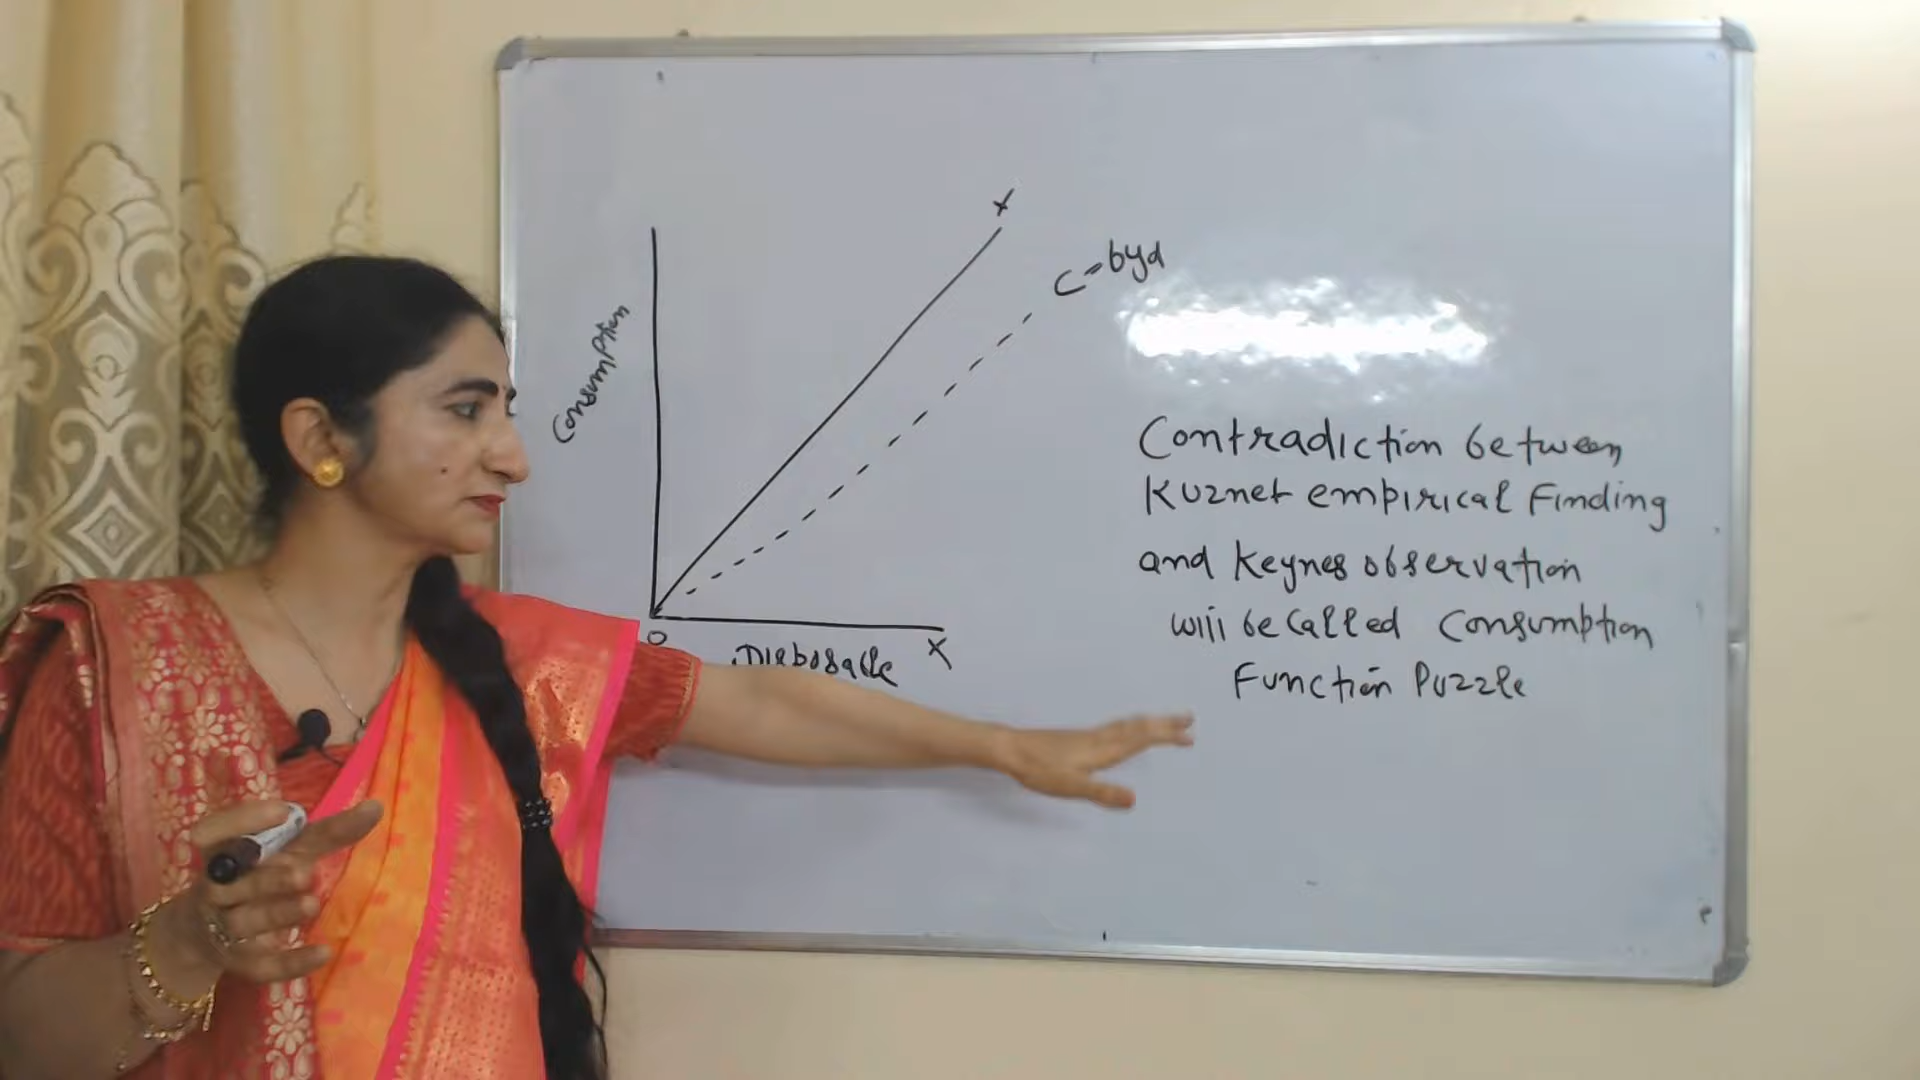 Consumption
X
C = byd
O
Disposable
X
Contradiction between
Kuznet empirical Finding
and Keynes observation
will be Called Consumption
Function Puzzle